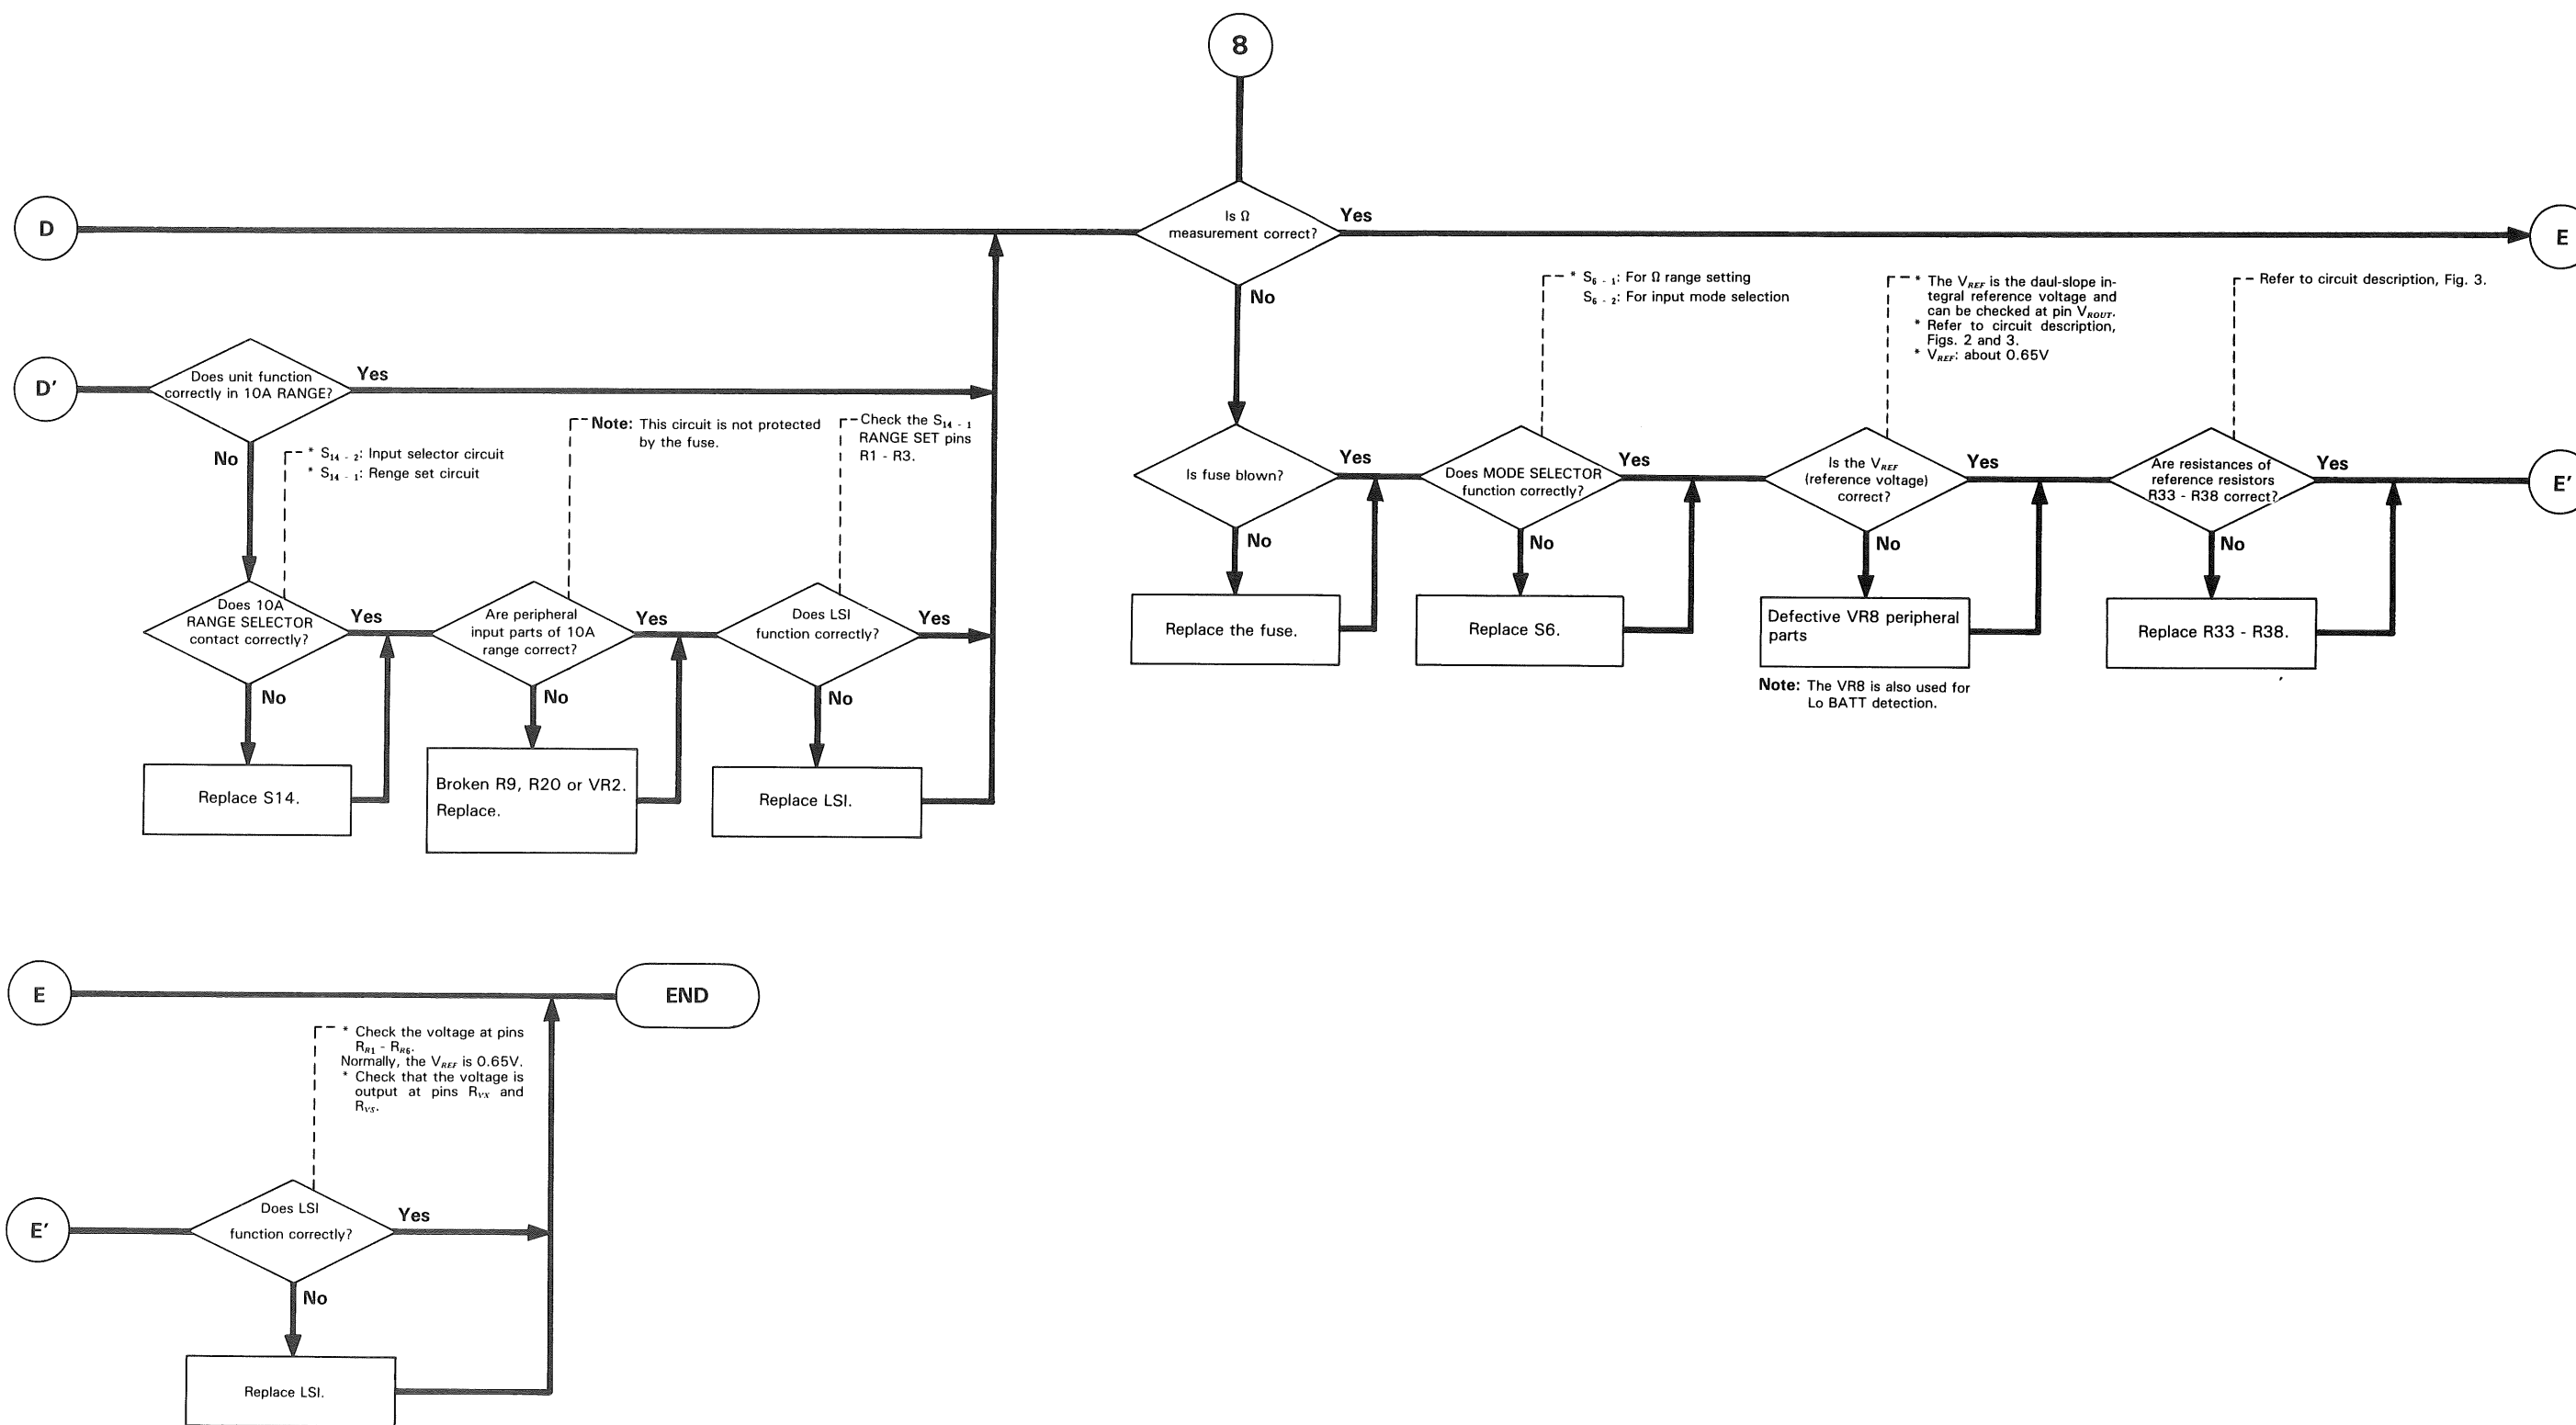 8
D
Is Ω
measurement correct?
Yes
E
No
* S6 - 1: For Ω range setting
S6 - 2: For input mode selection
* The VREF is the daul-slope in-
tegral reference voltage and
can be checked at pin VROUT.
* Refer to circuit description,
Figs. 2 and 3.
* VREF: about 0.65V
Refer to circuit description, Fig. 3.
D′
Does unit function
correctly in 10A RANGE?
Yes
No
* S14 - 2: Input selector circuit
* S14 - 1: Renge set circuit
Note: This circuit is not protected
by the fuse.
Check the S14 - 1
RANGE SET pins
R1 - R3.
Is fuse blown?
Yes
No
Replace the fuse.
Does MODE SELECTOR
function correctly?
Yes
No
Replace S6.
Is the VREF
(reference voltage)
correct?
Yes
No
Defective VR8 peripheral
parts
Note: The VR8 is also used for
Lo BATT detection.
Are resistances of
reference resistors
R33 - R38 correct?
Yes
No
Replace R33 - R38.
E′
Does 10A
RANGE SELECTOR
contact correctly?
Yes
No
Replace S14.
Are peripheral
input parts of 10A
range correct?
Yes
No
Broken R9, R20 or VR2.
Replace.
Does LSI
function correctly?
Yes
No
Replace LSI.
E
END
* Check the voltage at pins
RR1 - RR6.
Normally, the VREF is 0.65V.
* Check that the voltage is
output at pins RVX and
RVS.
E′
Does LSI
function correctly?
Yes
No
Replace LSI.